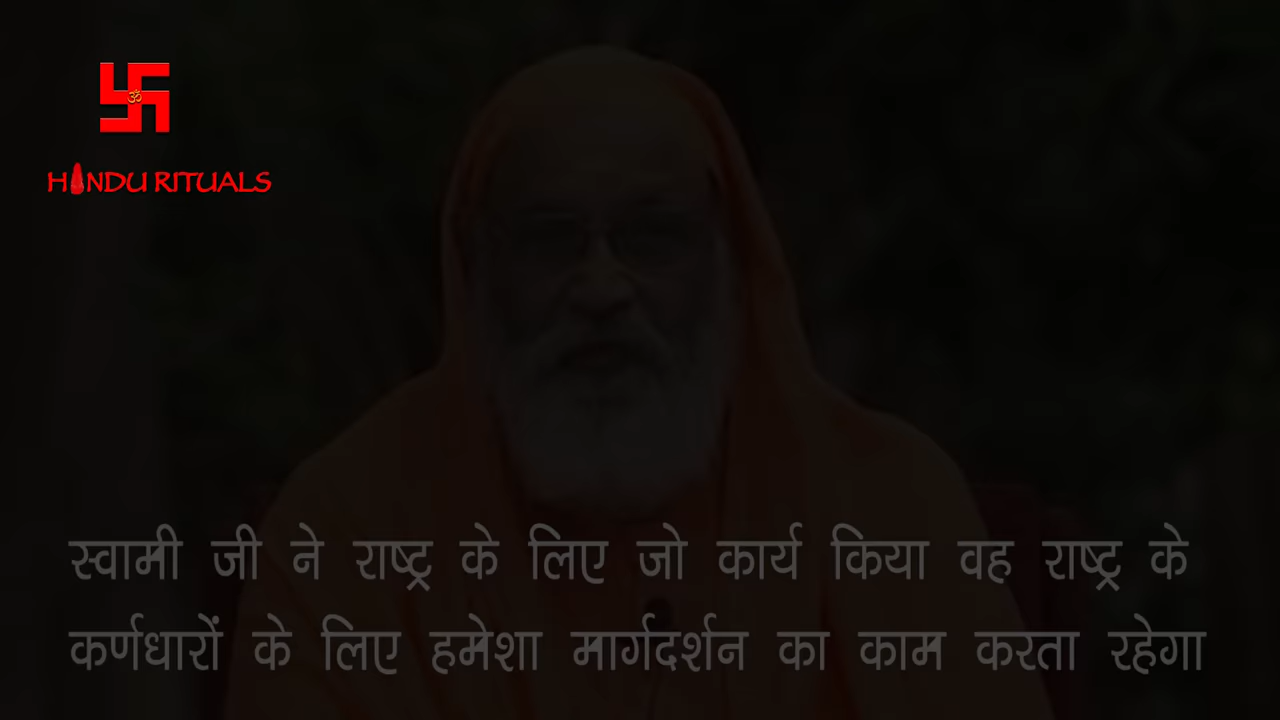 ॐ
HINDU RITUALS
स्वामी जी ने राष्ट्र के लिए जो कार्य किया वह राष्ट्र के
कर्णधारों के लिए हमेशा मार्गदर्शन का काम करता रहेगा